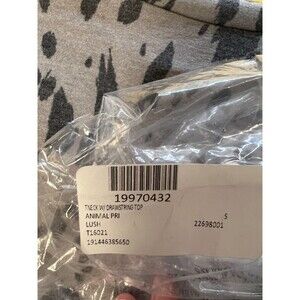 19970432
TNECK W/ DRAWSTRING TOP
ANIMAL PRI S
LUSH 22698001
T16021
191446385650